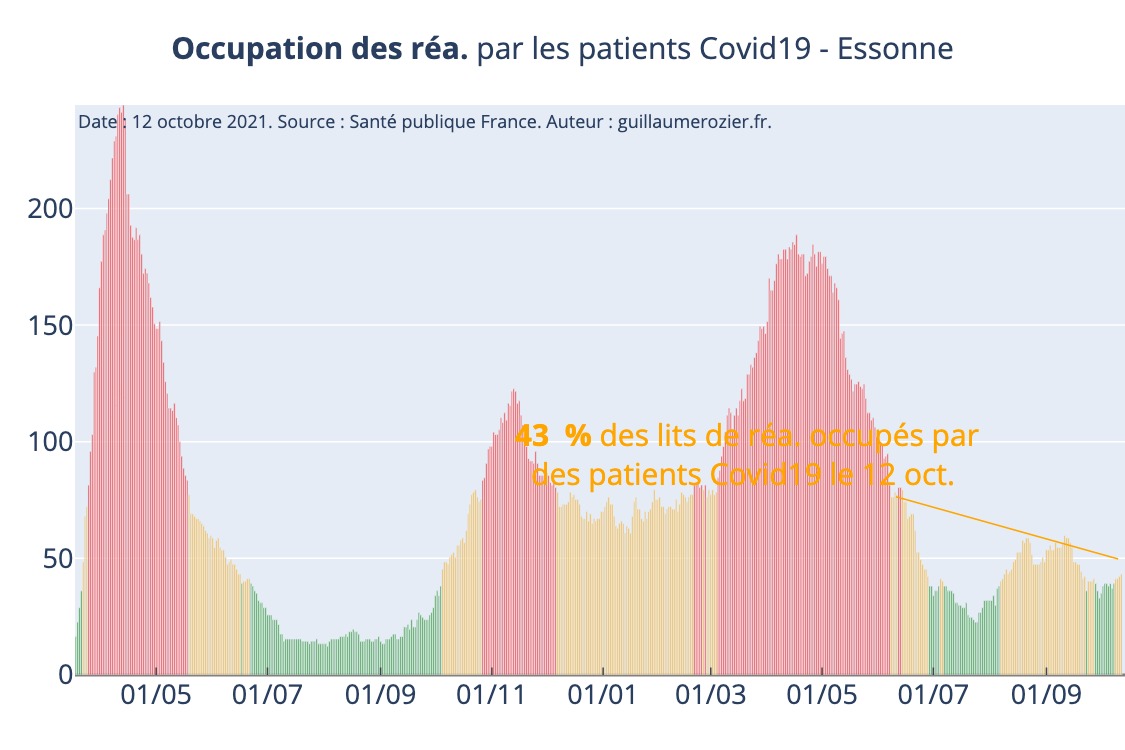 Occupation des réa. par les patients Covid19 - Essonne
Date : 12 octobre 2021. Source : Santé publique France. Auteur : guillaumerozier.fr.
200
150
43 % des lits de réa. occupés par
des patients Covid19 le 12 oct.
100
50
0
01/05 01/07 01/09 01/11 01/01 01/03 01/05 01/07 01/09